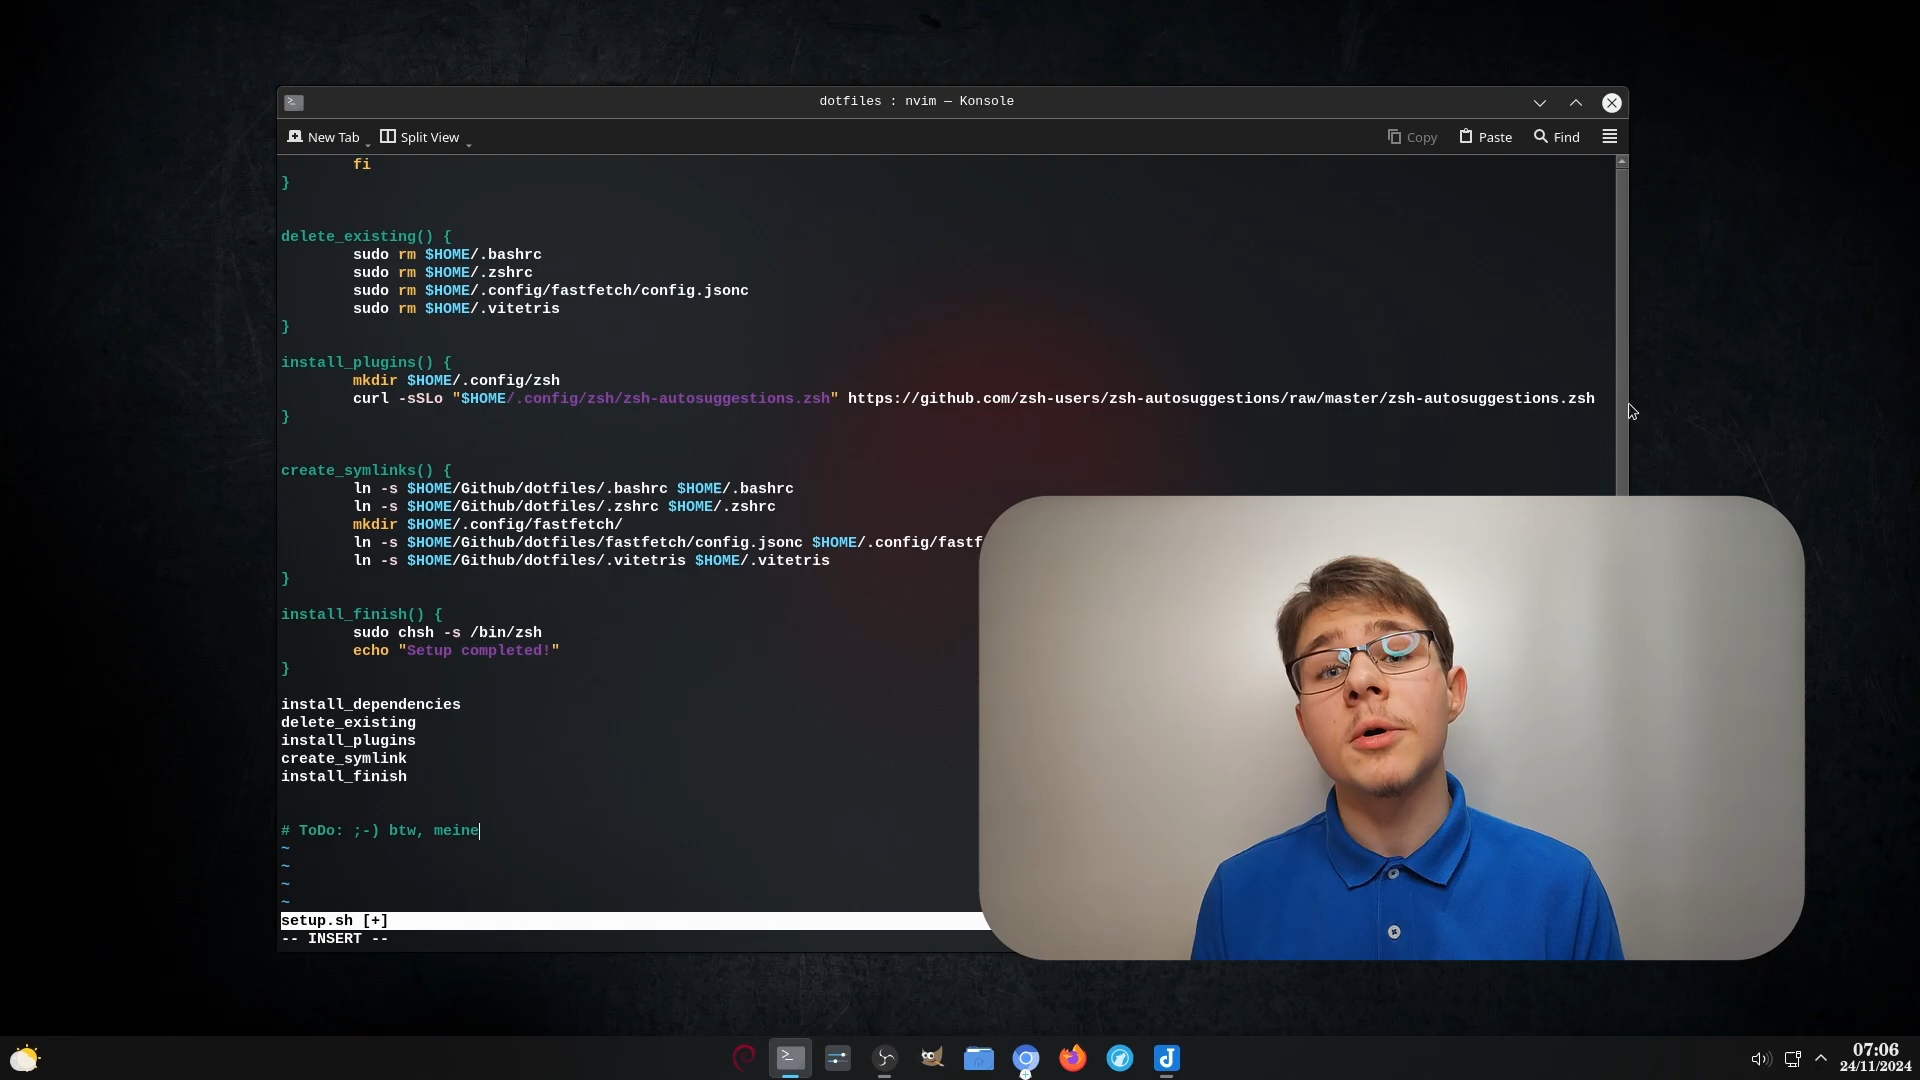 dotfiles : nvim — Konsole
New Tab
Split View
Copy
Paste
Find
fi
}
delete_existing() {
sudo rm $HOME/.bashrc
sudo rm $HOME/.zshrc
sudo rm $HOME/.config/fastfetch/config.jsonc
sudo rm $HOME/.vitetris
}
install_plugins() {
mkdir $HOME/.config/zsh
curl -sSLo "$HOME/.config/zsh/zsh-autosuggestions.zsh" https://github.com/zsh-users/zsh-autosuggestions/raw/master/zsh-autosuggestions.zsh
}
create_symlinks() {
ln -s $HOME/Github/dotfiles/.bashrc $HOME/.bashrc
ln -s $HOME/Github/dotfiles/.zshrc $HOME/.zshrc
mkdir $HOME/.config/fastfetch/
ln -s $HOME/Github/dotfiles/fastfetch/config.jsonc $HOME/.config/fastf
ln -s $HOME/Github/dotfiles/.vitetris $HOME/.vitetris
}
install_finish() {
sudo chsh -s /bin/zsh
echo "Setup completed!"
}
install_dependencies
delete_existing
install_plugins
create_symlink
install_finish
# ToDo: ;-) btw, meine
~
~
~
~
setup.sh [+]
-- INSERT --
07:06
24/11/2024